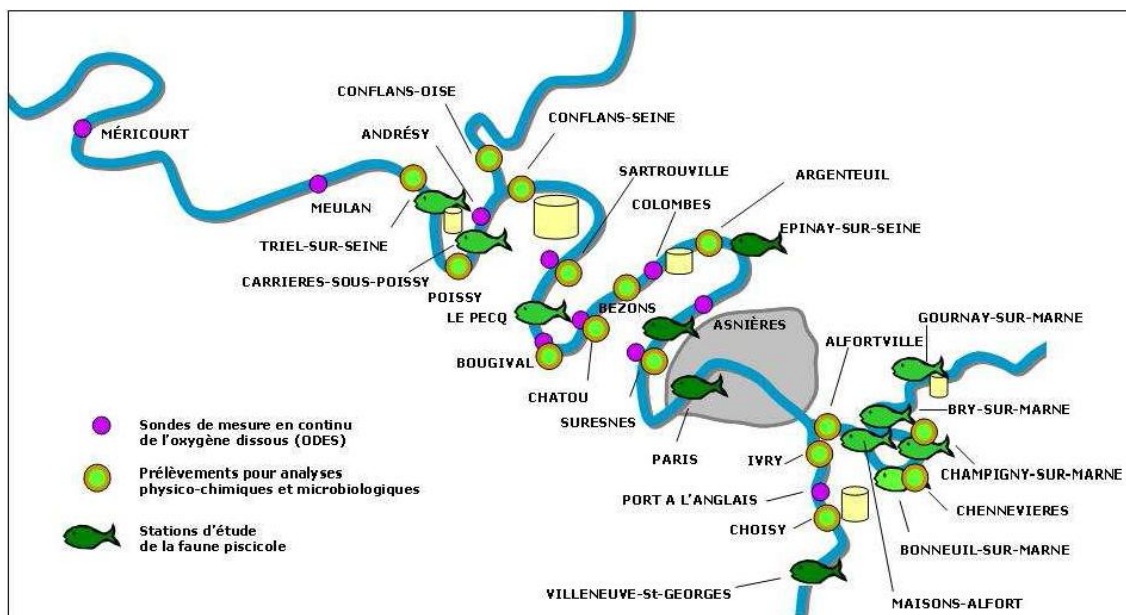 CONFLANS-OISE
ANDRÉSY
CONFLANS-SEINE
MÉRICOURT
SARTROUVILLE
ARGENTEUIL
COLOMBES
MEULAN
EPINAY-SUR-SEINE
TRIEL-SUR-SEINE
CARRIERES-SOUS-POISSY
POISSY
LE PECQ
BEZONS
GOURNAY-SUR-MARNE
ASNIÈRES
ALFORTVILLE
BOUGIVAL
CHATOU
BRY-SUR-MARNE
SURESNES
PARIS
IVRY
CHAMPIGNY-SUR-MARNE
PORT A L'ANGLAIS
CHENNEVIERES
CHOISY
BONNEUIL-SUR-MARNE
VILLENEUVE-St-GEORGES
MAISONS-ALFORT
Sondes de mesure en continu
de l'oxygène dissous (ODES)
Prélèvements pour analyses
physico-chimiques et microbiologiques
Stations d'étude
de la faune piscicole